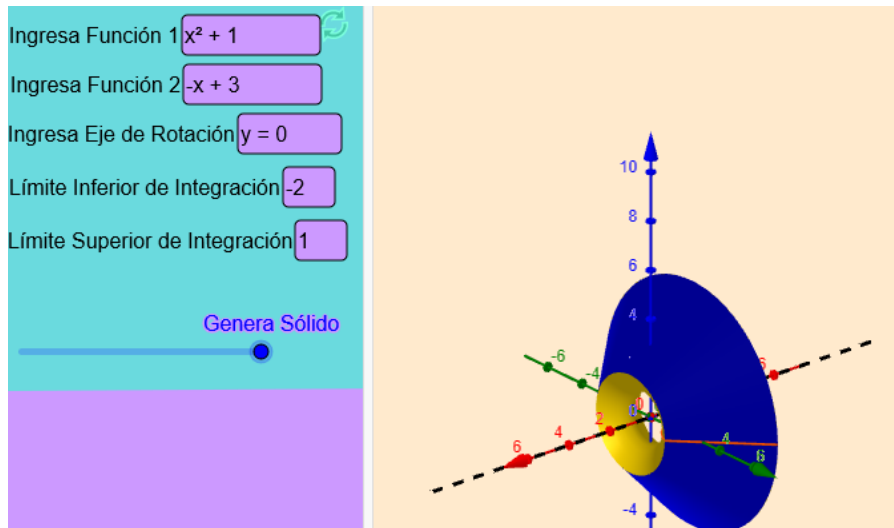 Ingresa Función 1 x² + 1
Ingresa Función 2 -x + 3
Ingresa Eje de Rotación y = 0
Límite Inferior de Integración -2
Límite Superior de Integración 1
Genera Sólido
10
8
6
4
-6
-4
6
0
0
2
4
6
4
6
-4